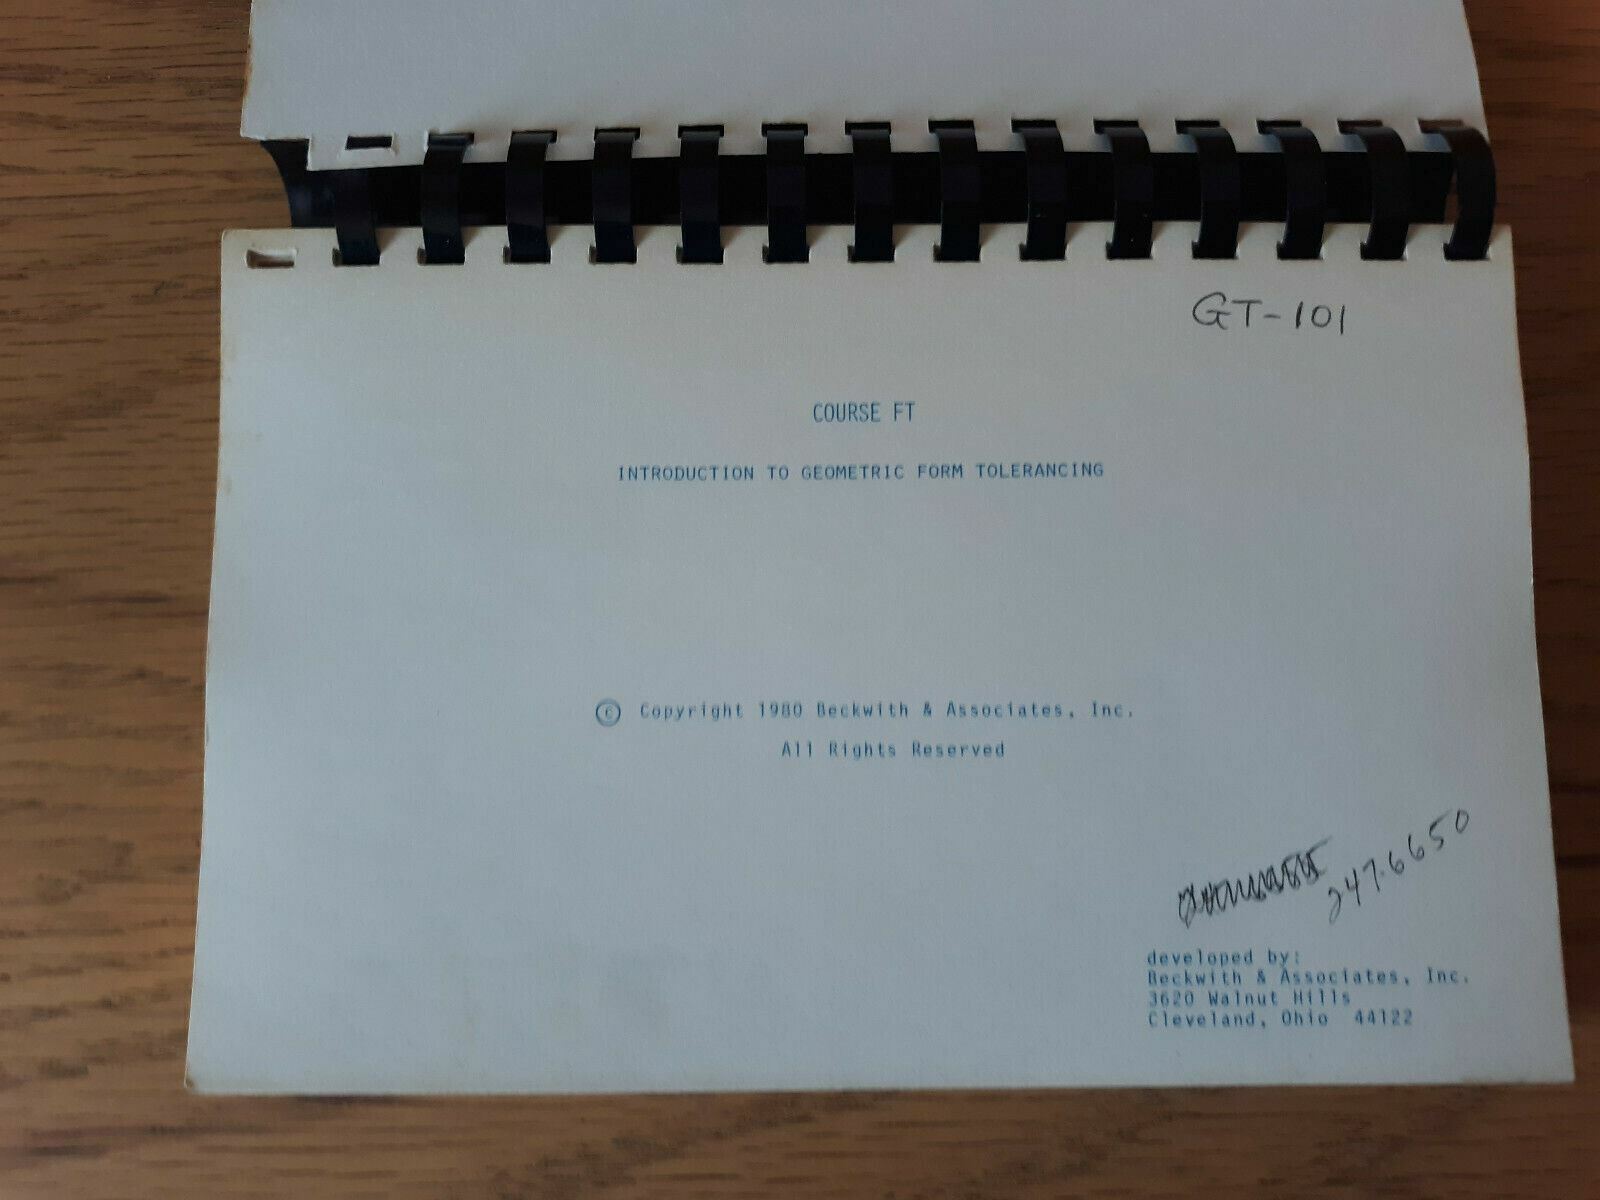 GT-101
COURSE FT
INTRODUCTION TO GEOMETRIC FORM TOLERANCING
© Copyright 1980 Beckwith & Associates, Inc.
All Rights Reserved
247.6650
developed by:
Beckwith & Associates, Inc.
3620 Walnut Hills
Cleveland, Ohio 44122